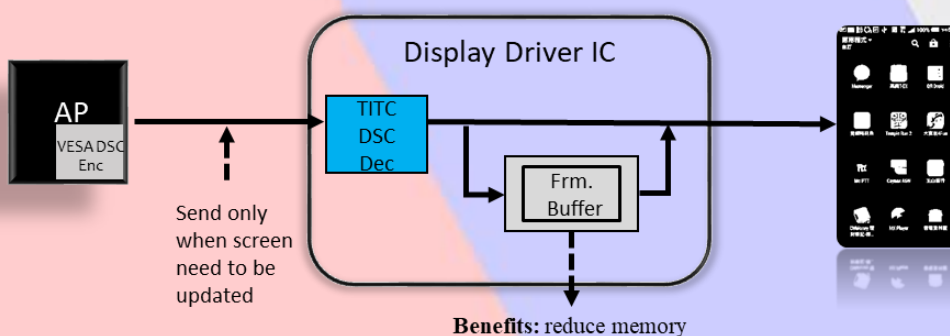 Display Driver IC
AP
VESA DSC
Enc
TITC
DSC
Dec
Frm.
Buffer
Send only
when screen
need to be
updated
Benefits: reduce memory
Messenger